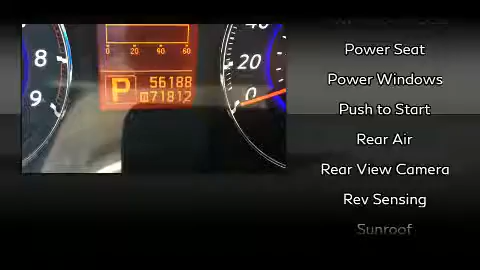 40
8
20
0 20 40 60
P
56188
71812
9
0
Power Seat
Power Windows
Push to Start
Rear Air
Rear View Camera
Rev Sensing
Sunroof